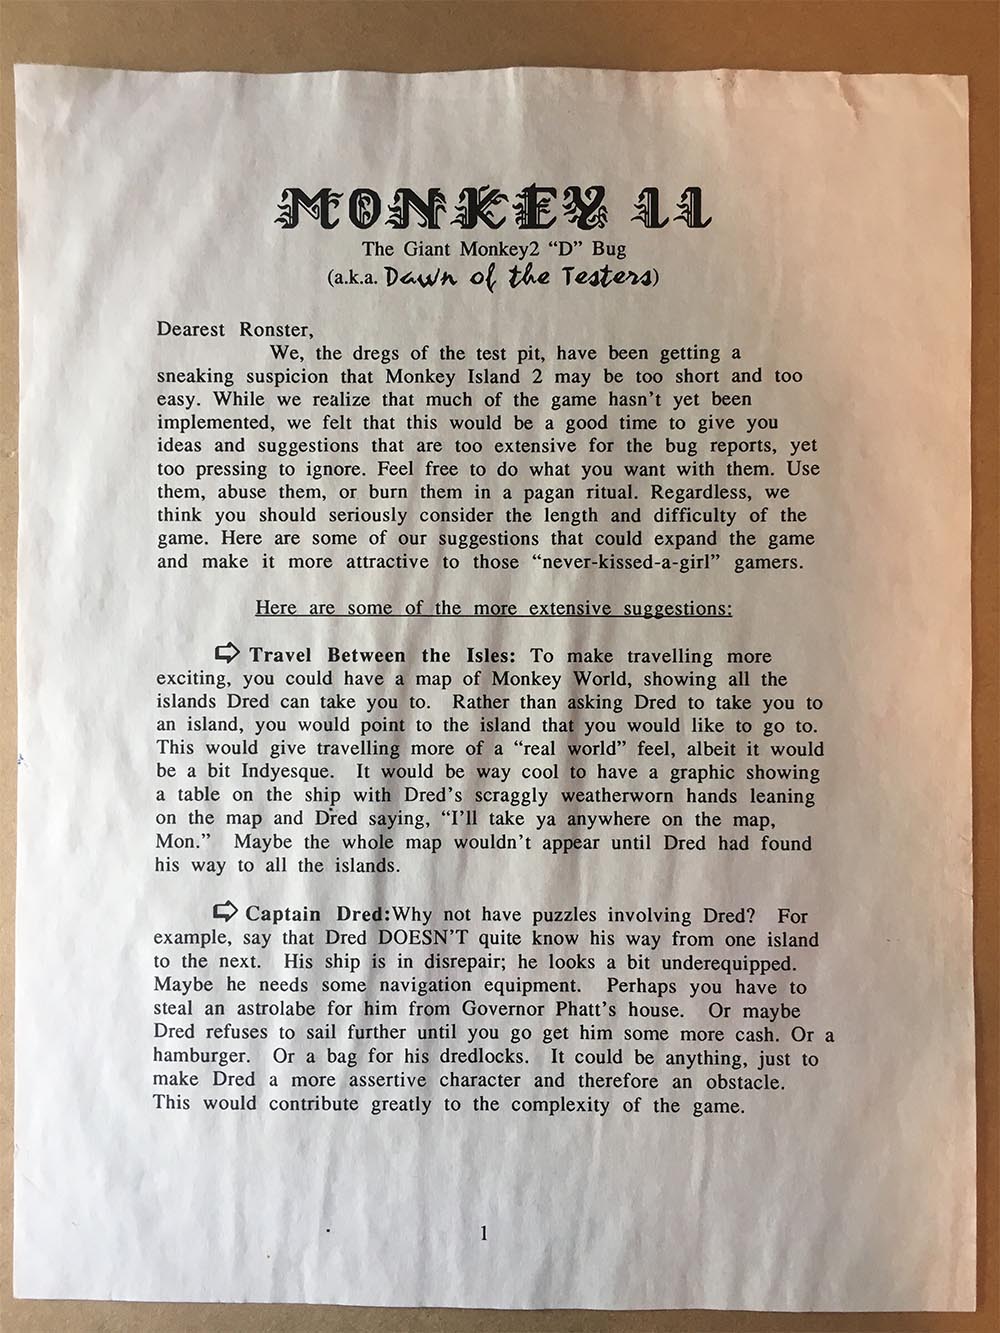 MONKEY II
The Giant Monkey2 “D” Bug
(a.k.a. Dawn of the Testers)
Dearest Ronster,
We, the dregs of the test pit, have been getting a
sneaking suspicion that Monkey Island 2 may be too short and too
easy. While we realize that much of the game hasn’t yet been
implemented, we felt that this would be a good time to give you
ideas and suggestions that are too extensive for the bug reports, yet
too pressing to ignore. Feel free to do what you want with them. Use
them, abuse them, or burn them in a pagan ritual. Regardless, we
think you should seriously consider the length and difficulty of the
game. Here are some of our suggestions that could expand the game
and make it more attractive to those “never-kissed-a-girl” gamers.
Here are some of the more extensive suggestions:
Travel Between the Isles: To make travelling more
exciting, you could have a map of Monkey World, showing all the
islands Dred can take you to. Rather than asking Dred to take you to
an island, you would point to the island that you would like to go to.
This would give travelling more of a “real world” feel, albeit it would
be a bit Indyesque. It would be way cool to have a graphic showing
a table on the ship with Dred’s scraggly weatherworn hands leaning
on the map and Dred saying, “I’ll take ya anywhere on the map,
Mon.” Maybe the whole map wouldn’t appear until Dred had found
his way to all the islands.
Captain Dred:Why not have puzzles involving Dred? For
example, say that Dred DOESN’T quite know his way from one island
to the next. His ship is in disrepair; he looks a bit underequipped.
Maybe he needs some navigation equipment. Perhaps you have to
steal an astrolabe for him from Governor Phatt’s house. Or maybe
Dred refuses to sail further until you go get him some more cash. Or a
hamburger. Or a bag for his dredlocks. It could be anything, just to
make Dred a more assertive character and therefore an obstacle.
This would contribute greatly to the complexity of the game.
1